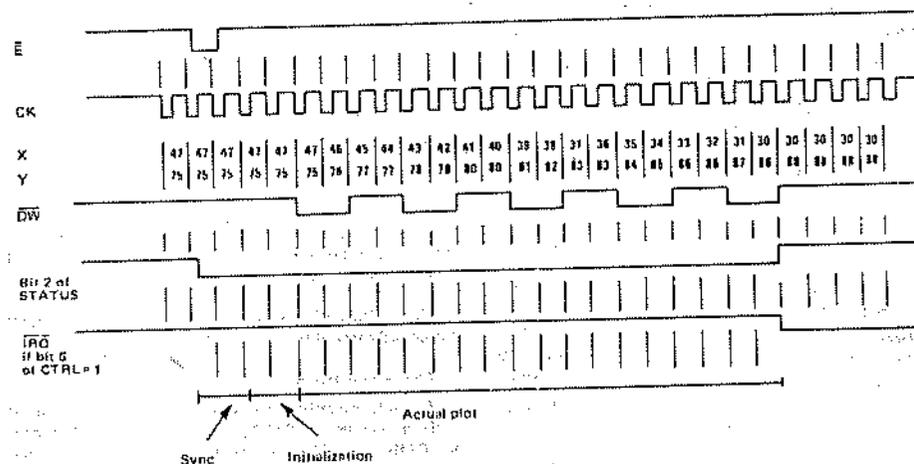 E
CK
X 47 47 47 47 47 47 46 45 44 43 42 41 40 39 38 37 36 35 34 33 32 31 30 30 30 30 30
Y 75 75 75 75 75 75 76 77 77 78 79 80 80 81 82 83 83 84 85 86 86 87 88 88 88 88 88
DW
Bit 2 of
STATUS
IRQ
if bit 6
of CTRL = 1
Actual plot
Sync Initialization